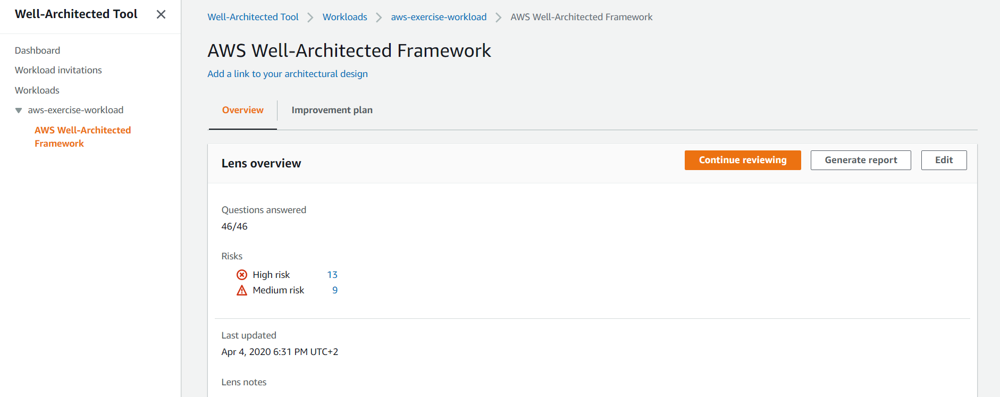 Well-Architected Tool
Dashboard
Workload invitations
Workloads
aws-exercise-workload
AWS Well-Architected
Framework
Well-Architected Tool Workloads aws-exercise-workload AWS Well-Architected Framework
AWS Well-Architected Framework
Add a link to your architectural design
Overview Improvement plan
Lens overview Continue reviewing Generate report Edit
Questions answered
46/46
Risks
High risk 13
Medium risk 9
Last updated
Apr 4, 2020 6:31 PM UTC+2
Lens notes